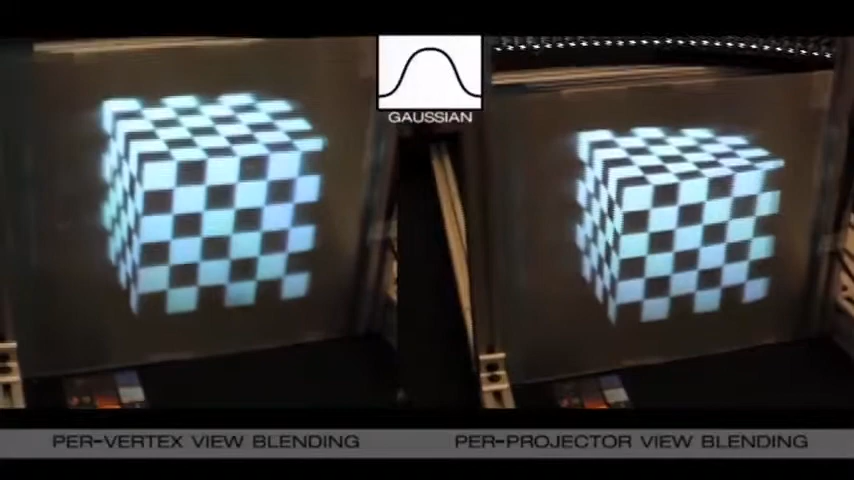 GAUSSIAN
PER-VERTEX VIEW BLENDING
PER-PROJECTOR VIEW BLENDING